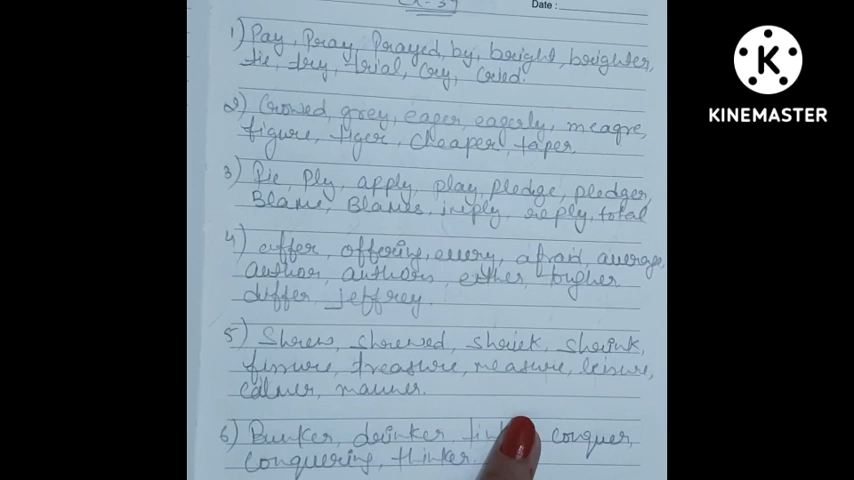 Date:
1) Pay, Pray, Prayed, by, bright, brighter,
tie, try, trial, Cry, Cried.
2) Crowed, grey, eager, eagerly, meagre,
figure, tiger, cheaper, taper.
3) Pie, Ply, apply, play, pledge, pledger,
Blame, Blames, imply, reply, total
4) offer, offering, every, afraid, average,
author, authors, either, tougher
differ, jeffrey.
5) Shrew, shrewed, shriek, shrink,
fissure, treasure, measure, leisure,
calmer, manner.
6) Bunker, drinker, conquer,
conquering, thinker.
KINEMASTER